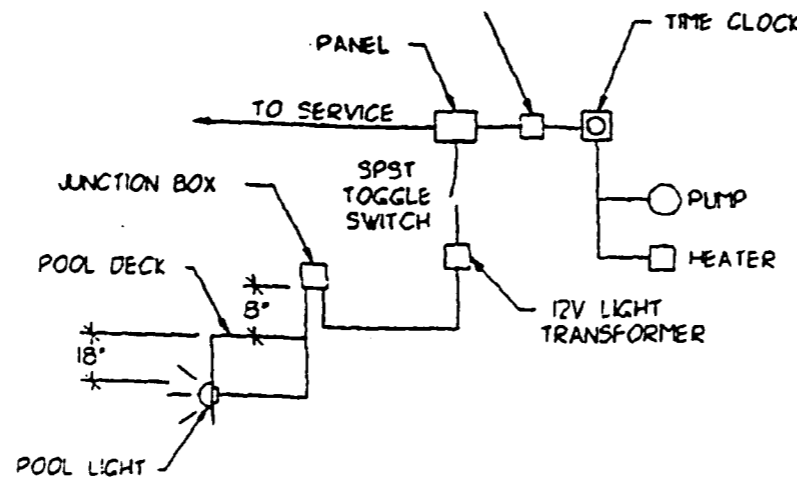 TIME CLOCK
PANEL
TO SERVICE
SPST
TOGGLE
SWITCH
JUNCTION BOX
PUMP
POOL DECK
HEATER
8"
12V LIGHT
TRANSFORMER
18"
POOL LIGHT